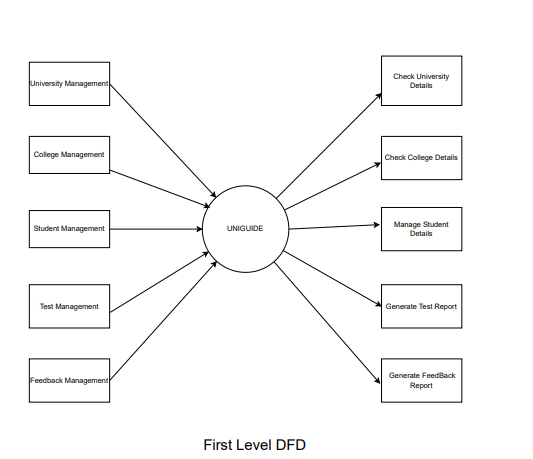 University Management
College Management
Student Management
Test Management
Feedback Management
UNIGUIDE
Check University
Details
Check College Details
Manage Student
Details
Generate Test Report
Generate FeedBack
Report
First Level DFD